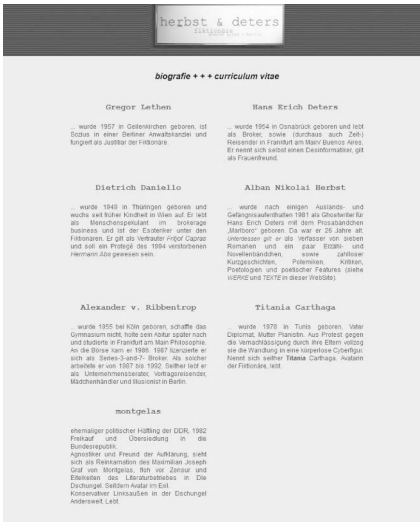 herbst & deters
fiktionäre
biografie + + + curriculum vitae
Gregor Lethen
... wurde 1957 in Geilenkirchen geboren, ist
Sozius in einer Berliner Anwaltskanzlei und
fungiert als Justitiar der Fiktionäre.
Hans Erich Deters
... wurde 1954 in Osnabrück geboren und lebt
als Broker, sowie (durchaus auch Zeit-)
Reisender in Frankfurt am Main/ Buenos Aires.
Er nennt sich selbst einen Desinformatiker, gilt
als Frauenfreund.
Dietrich Daniello
... wurde 1949 in Thüringen geboren und
wuchs seit früher Kindheit in Wien auf. Er lebt
als Menschenspekulant im brokerage
business und ist der Esoteriker unter den
Fiktionären. Er gilt als Vertrauter Fritjof Capras
und soll ein Protegé des 1994 verstorbenen
Hermann Abs gewesen sein.
Alban Nikolai Herbst
... wurde nach einigen Auslands- und
Gefängnisaufenthalten 1981 als Ghostwriter für
Hans Erich Deters mit dem Prosabändchen
„Marlboro“ geboren. Da war er 26 Jahre alt.
Unterdessen gilt er als Verfasser von sieben
Romanen und ein paar Erzähl- und
Novellenbändchen, sowie zahlloser
Kurzgeschichten, Polemiken, Kritiken,
Poetologien und poetischer Features (siehe
WERKE und TEXTE in dieser WebSite).
Alexander v. Ribbentrop
... wurde 1955 bei Köln geboren, schaffte das
Gymnasium nicht, holte sein Abitur später nach
und studierte in Frankfurt am Main Philosophie.
An die Börse kam er 1986. 1987 lizenzierte er
sich als Series-3-and-7- Broker. Als solcher
arbeitete er von 1987 bis 1992. Seither lebt er
als Unternehmensberater, Vortragsreisender,
Mädchenhändler und Illusionist in Berlin.
Titania Carthaga
... wurde 1978 in Tunis geboren, Vater
Diplomat, Mutter Pianistin. Aus Protest gegen
die Vernachlässigung durch ihre Eltern vollzog
sie die Wandlung in eine körperlose Cyberfigur.
Nennt sich seither Titania Carthaga, Avatarin
der Fiktionäre, lebt.
montgelas
ehemaliger politischer Häftling der DDR, 1982
Freikauf und Übersiedlung in die
Bundesrepublik.
Agnostiker und Freund der Aufklärung, sieht
sich als Reinkarnation des Maximilian Joseph
Graf von Montgelas, floh vor Zensur und
Eitelkeiten des Literaturbetriebes in Die
Dschungel. Seitdem Avatar im Exil.
Konservativer Linksaußen in der Dschungel
Anderswelt. Lebt.